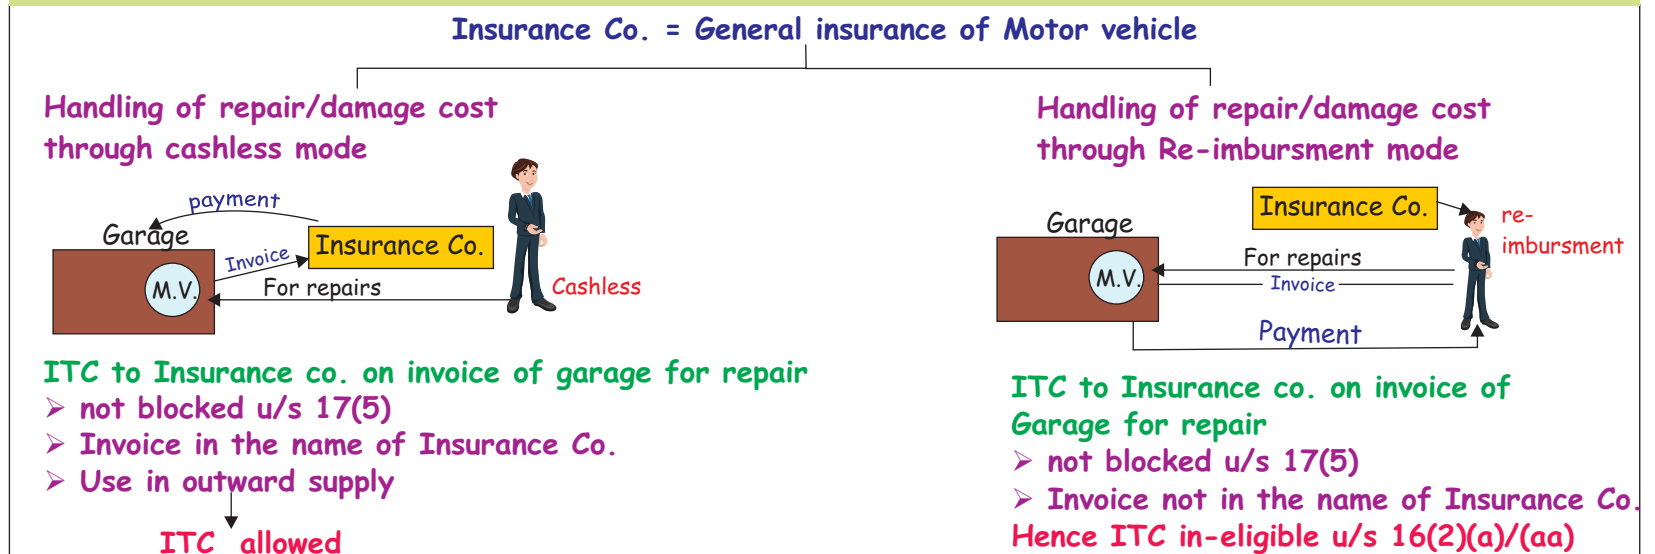 Insurance Co. = General insurance of Motor vehicle
Handling of repair/damage cost
through cashless mode
payment
Garage
Insurance Co.
Invoice
M.V.
For repairs
Cashless
ITC to Insurance co. on invoice of garage for repair
➢ not blocked u/s 17(5)
➢ Invoice in the name of Insurance Co.
➢ Use in outward supply
ITC allowed
Handling of repair/damage cost
through Re-imbursment mode
Insurance Co.
re-
imbursment
Garage
For repairs
M.V.
Invoice
Payment
ITC to Insurance co. on invoice of
Garage for repair
➢ not blocked u/s 17(5)
➢ Invoice not in the name of Insurance Co.
Hence ITC in-eligible u/s 16(2)(a)/(aa)